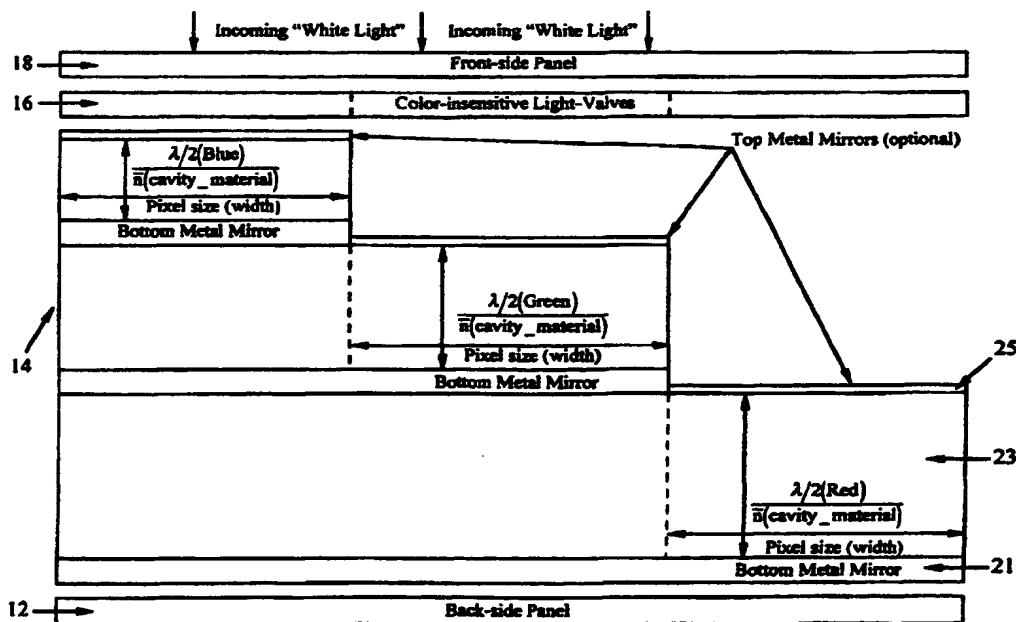 Incoming "White Light" Incoming "White Light"
18 Front-side Panel
16 Color-insensitive Light-Valves
Top Metal Mirrors (optional)
λ/2(Blue)
n̅(cavity_material)
Pixel size (width)
Bottom Metal Mirror
λ/2(Green)
n̅(cavity_material)
Pixel size (width)
14
25
Bottom Metal Mirror
23
λ/2(Red)
n̅(cavity_material)
Pixel size (width)
Bottom Metal Mirror 21
12 Back-side Panel